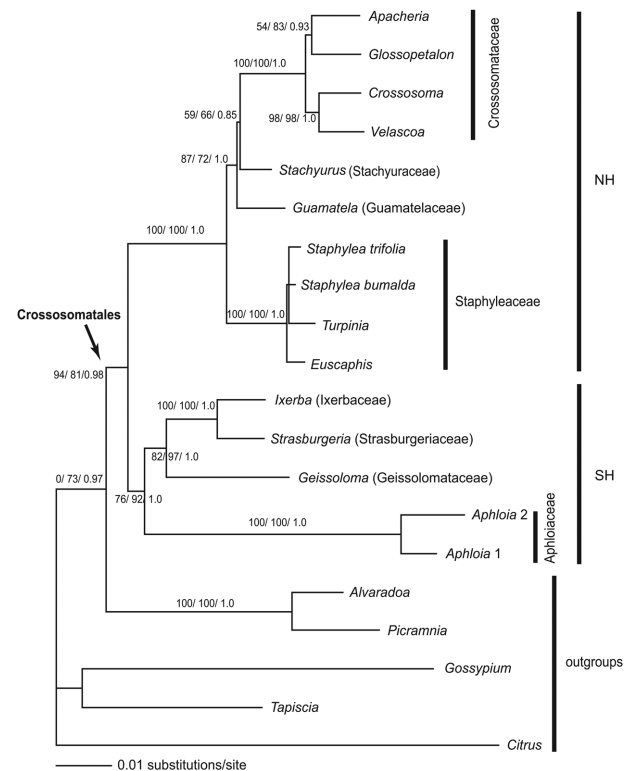 Apacheria
54/ 83/ 0.93
Glossopetalon
100/100/1.0
Crossosomataceae
Crossosoma
59/ 66/ 0.85
98/ 98/ 1.0
Velascoa
87/ 72/ 1.0
Stachyurus (Stachyuraceae)
NH
Guamatela (Guamatelaceae)
100/ 100/ 1.0
Staphylea trifolia
Staphylea bumalda
Staphyleaceae
100/ 100/ 1.0
Turpinia
Crossosomatales
Euscaphis
94/ 81/0.98
Ixerba (Ixerbaceae)
100/ 100/ 1.0
Strasburgeria (Strasburgeriaceae)
82/ 97/ 1.0
Geissoloma (Geissolomataceae)
SH
0/ 73/ 0.97
76/ 92/ 1.0
Aphloia 2
100/ 100/ 1.0
Aphloiaceae
Aphloia 1
Alvaradoa
100/ 100/ 1.0
Picramnia
outgroups
Gossypium
Tapiscia
Citrus
0.01 substitutions/site